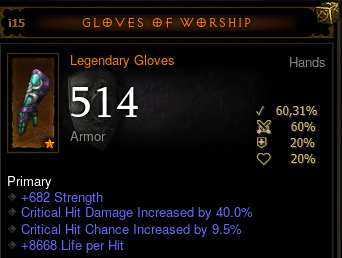 i15 GLOVES OF WORSHIP
Legendary Gloves Hands
514
Armor
60,31%
60%
20%
20%
Primary
+682 Strength
Critical Hit Damage Increased by 40.0%
Critical Hit Chance Increased by 9.5%
+8668 Life per Hit